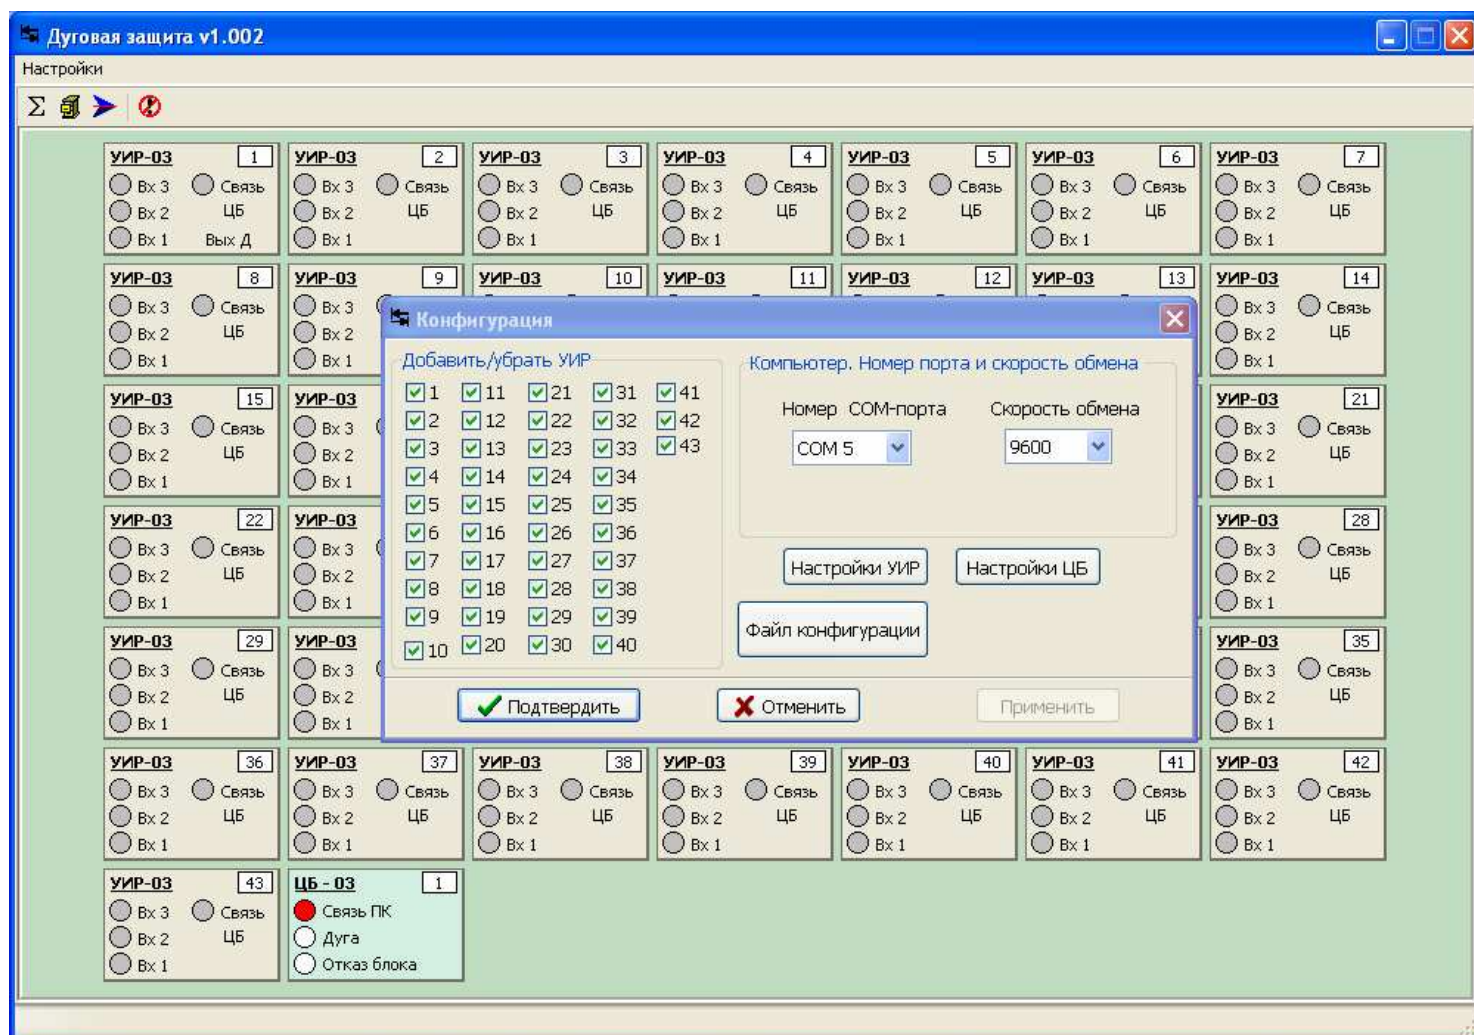 Дуговая защита v1.002
Настройки
УИР-03 1 УИР-03 2 УИР-03 3 УИР-03 4 УИР-03 5 УИР-03 6 УИР-03 7
Вх 3 Связь Вх 3 Связь Вх 3 Связь Вх 3 Связь Вх 3 Связь Вх 3 Связь Вх 3 Связь
Вх 2 ЦБ Вх 2 ЦБ Вх 2 ЦБ Вх 2 ЦБ Вх 2 ЦБ Вх 2 ЦБ Вх 2 ЦБ
Вх 1 Вых Д Вх 1 Вх 1 Вх 1 Вх 1 Вх 1 Вх 1
УИР-03 8 УИР-03 9 УИР-03 10 УИР-03 11 УИР-03 12 УИР-03 13 УИР-03 14
Вх 3 Связь Вх 3 Вх 3 Связь
Вх 2 ЦБ Вх 2 Вх 2 ЦБ
Вх 1 Вх 1 Вх 1
УИР-03 15 УИР-03 УИР-03 21
Вх 3 Связь Вх 3 Вх 3 Связь
Вх 2 ЦБ Вх 2 Вх 2 ЦБ
Вх 1 Вх 1 Вх 1
УИР-03 22 УИР-03 УИР-03 28
Вх 3 Связь Вх 3 Вх 3 Связь
Вх 2 ЦБ Вх 2 Вх 2 ЦБ
Вх 1 Вх 1 Вх 1
УИР-03 29 УИР-03 УИР-03 35
Вх 3 Связь Вх 3 Вх 3 Связь
Вх 2 ЦБ Вх 2 Вх 2 ЦБ
Вх 1 Вх 1 Вх 1
Конфигурация
Добавить/убрать УИР
1 11 21 31 41
2 12 22 32 42
3 13 23 33 43
4 14 24 34
5 15 25 35
6 16 26 36
7 17 27 37
8 18 28 38
9 19 29 39
10 20 30 40
Компьютер. Номер порта и скорость обмена
Номер COM-порта Скорость обмена
COM 5 9600
Настройки УИР Настройки ЦБ
Файл конфигурации
Подтвердить Отменить Применить
УИР-03 36 УИР-03 37 УИР-03 38 УИР-03 39 УИР-03 40 УИР-03 41 УИР-03 42
Вх 3 Связь Вх 3 Связь Вх 3 Связь Вх 3 Связь Вх 3 Связь Вх 3 Связь Вх 3 Связь
Вх 2 ЦБ Вх 2 ЦБ Вх 2 ЦБ Вх 2 ЦБ Вх 2 ЦБ Вх 2 ЦБ Вх 2 ЦБ
Вх 1 Вх 1 Вх 1 Вх 1 Вх 1 Вх 1 Вх 1
УИР-03 43 ЦБ - 03 1
Вх 3 Связь Связь ПК
Вх 2 ЦБ Дуга
Вх 1 Отказ блока